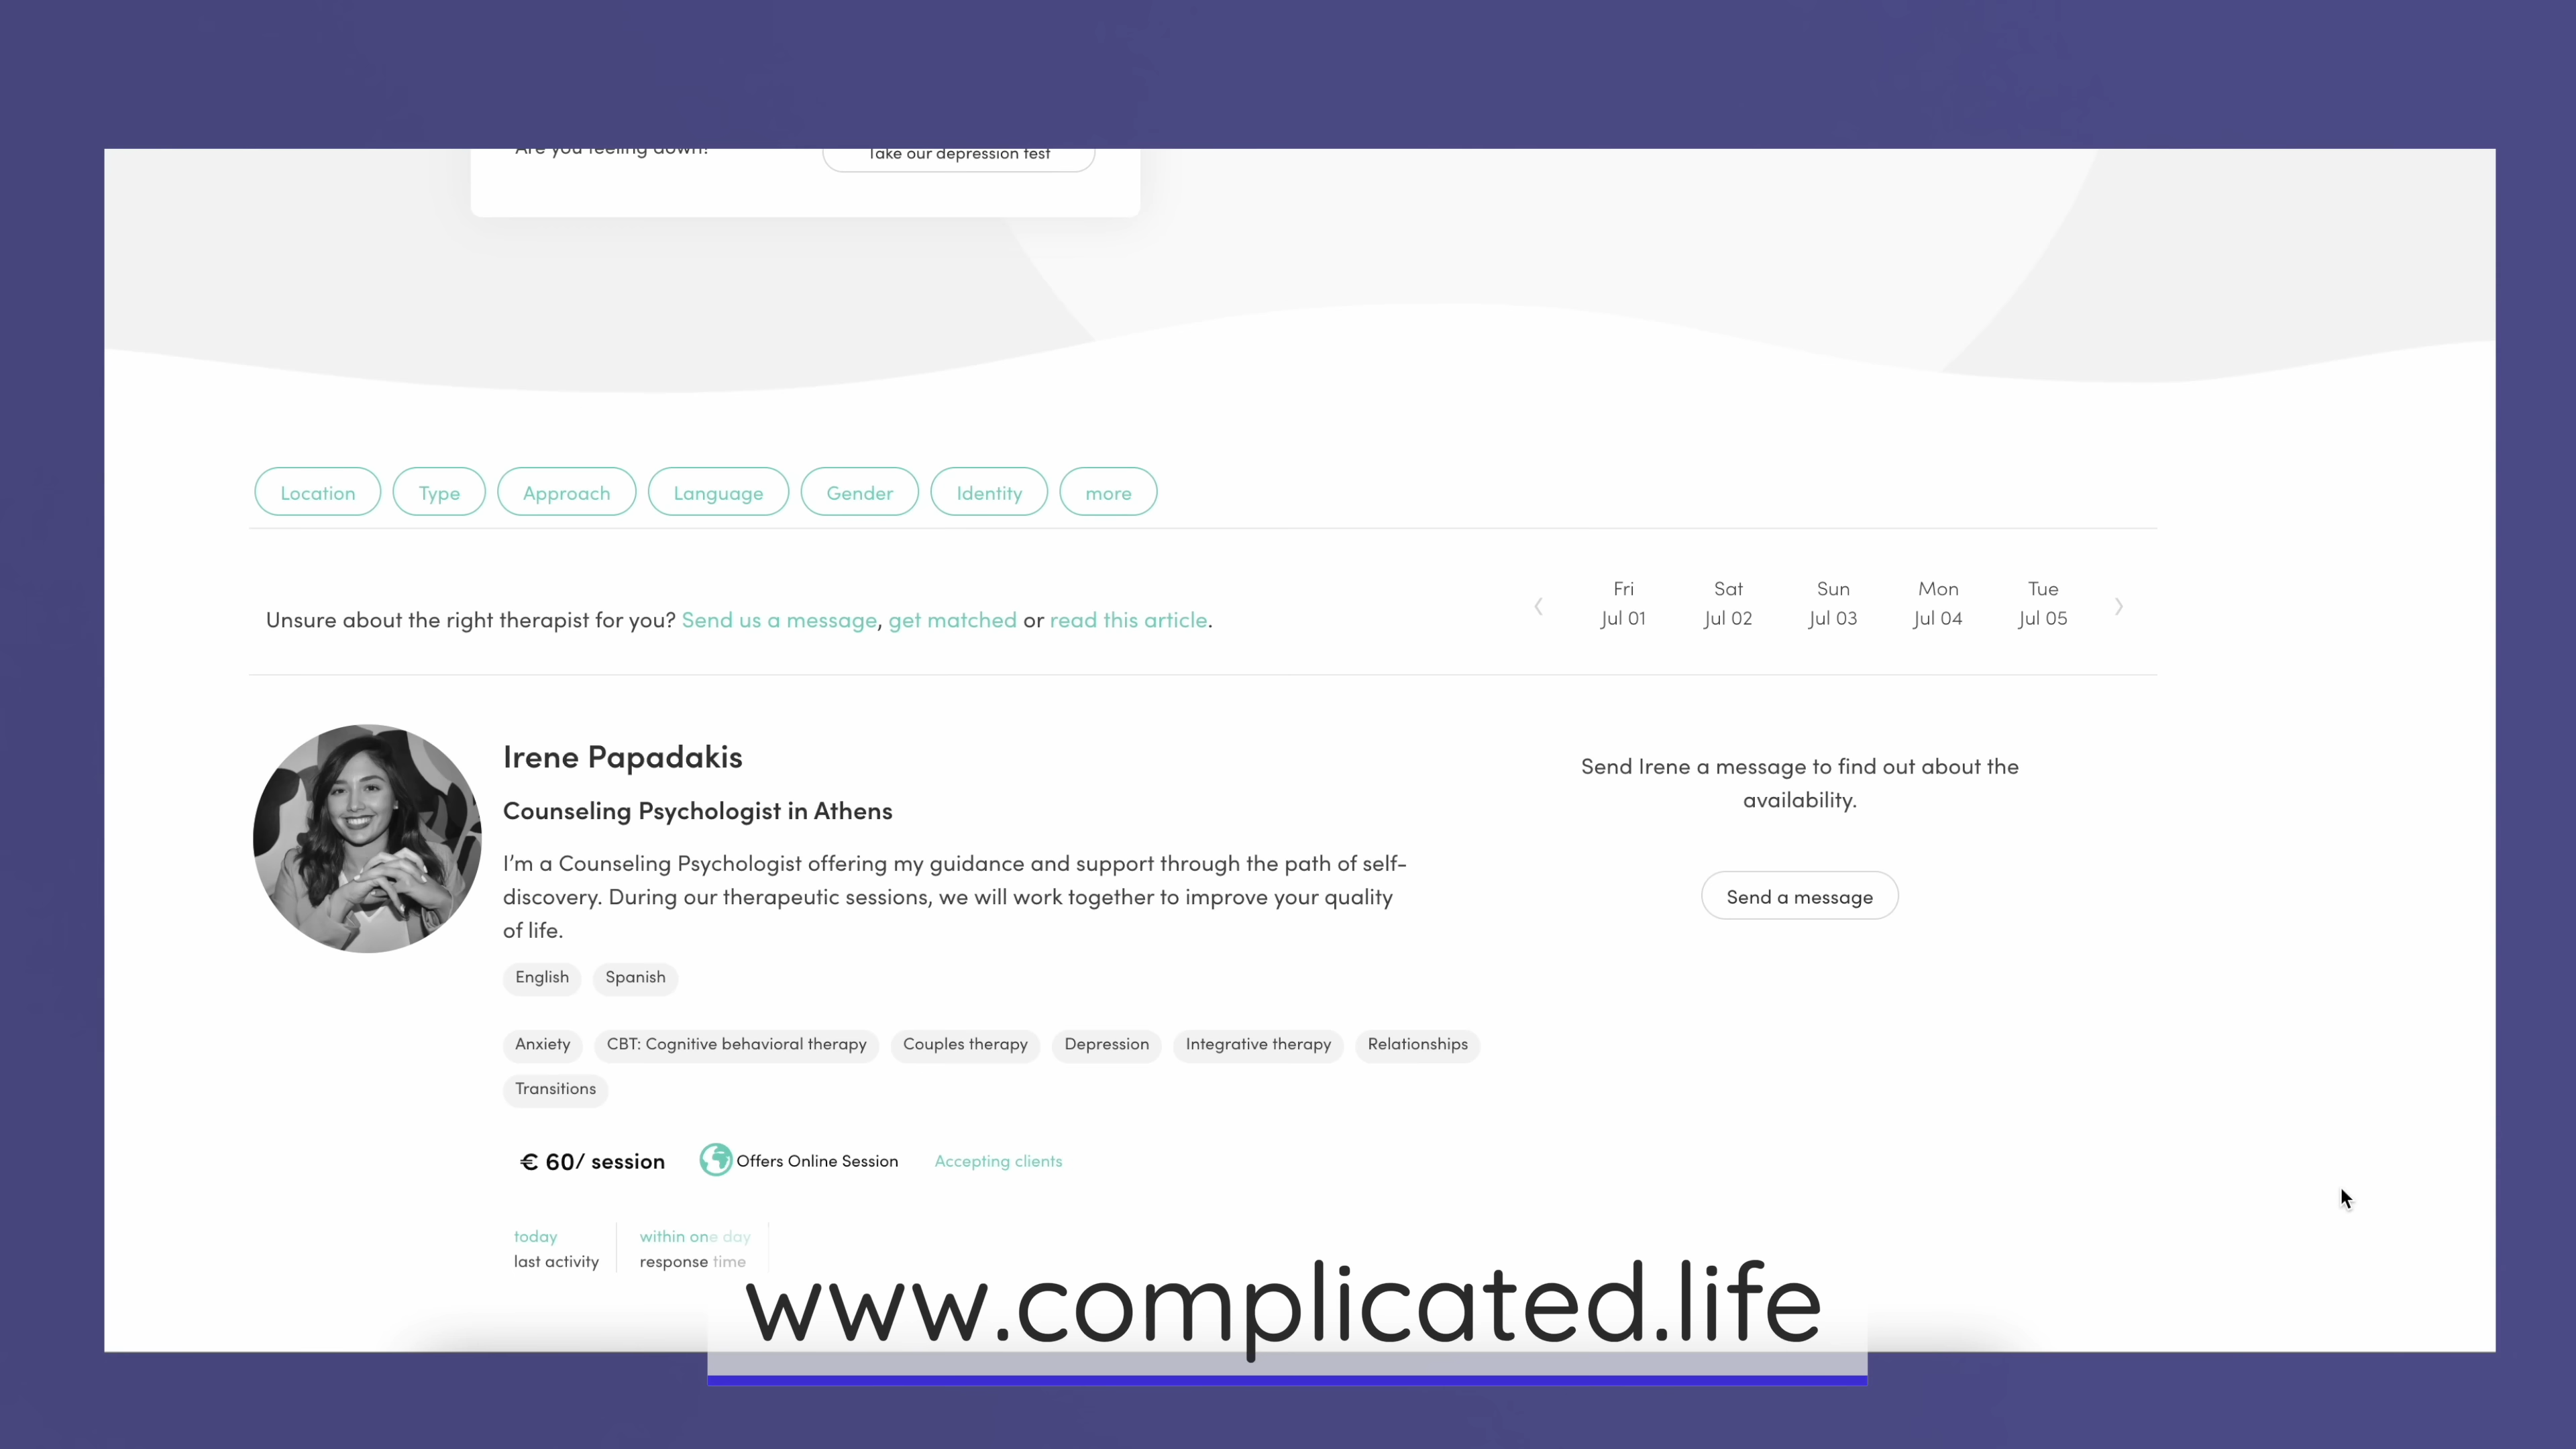 Are you feeling down?
Take our depression test
Location Type Approach Language Gender Identity more
Unsure about the right therapist for you? Send us a message, get matched or read this article.
Fri Sat Sun Mon Tue
Jul 01 Jul 02 Jul 03 Jul 04 Jul 05
Irene Papadakis
Counseling Psychologist in Athens
I’m a Counseling Psychologist offering my guidance and support through the path of self-
discovery. During our therapeutic sessions, we will work together to improve your quality
of life.
English Spanish
Anxiety CBT: Cognitive behavioral therapy Couples therapy Depression Integrative therapy Relationships
Transitions
€ 60/ session Offers Online Session Accepting clients
today within one day
last activity response time
Send Irene a message to find out about the
availability.
Send a message
www.complicated.life